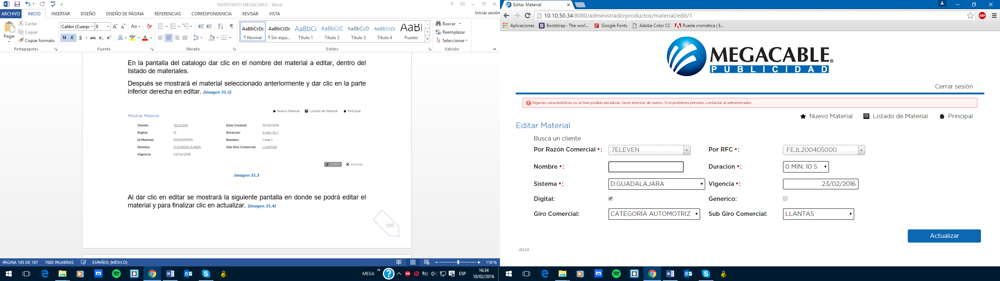 INVENTARIO MEGACABLE - Word
ARCHIVO INICIO INSERTAR DISEÑO DISEÑO DE PÁGINA REFERENCIAS CORRESPONDENCIA REVISAR VISTA Iniciar sesión
Pegar
Cortar
Copiar
Copiar formato
Portapapeles
Calibri (Cuerpo 9
N K S abc x₂ x²
Fuente
Párrafo
AaBbCcDc AaBbCcDc AaBbCc AaBbCcD AaBbCcD AaBbCcDc AaBl
¶ Normal ¶ Sin espa... Título 1 Título 2 Título 3 Título 4 Puesto
Estilos
Buscar
Reemplazar
Seleccionar
Edición
En la pantalla del catalogo dar clic en el nombre del material a editar, dentro del
listado de materiales.
Después se mostrará el material seleccionado anteriormente y dar clic en la parte
inferior derecha en editar. (Imagen 35.3)
Nuevo Material Listado de Material Principal
Mostrar Material
Cliente: 7ELEVEN Date Created: 16/02/2016
Digital: Si Duracion: 0 min: 10 s
Id Material: D000010001 Nombre: 1-mat 1
Sistema: D:GUADALAJARA Sub Giro Comercial: LLANTAS
Vigencia: 23/02/2016
Editar Eliminar
Imagen 35.3
Al dar clic en editar se mostrará la siguiente pantalla en donde se podrá editar el
material y para finalizar clic en actualizar. (Imagen 35.4)
105
PÁGINA 105 DE 107 7602 PALABRAS ESPAÑOL (MÉXICO) 110 %
MEGA ESP 16:34
18/02/2016
Editar Material
10.10.50.34:8080/administradorproductos/material/edit/1
ABP
Aplicaciones Bootstrap · The worl... Google Fonts Adobe Color CC Rueda cromática | E...
MEGACABLE®
PUBLICIDAD
Cerrar sesión
Algunas características no se han podido inicializar, favor intentar de nuevo. Si el problema persiste, contactar al administrador.
Nuevo Material Listado de Material Principal
Editar Material
Busca un cliente
Por Razón Comercial *: 7ELEVEN Por RFC *: FEJL200405000
Nombre *: Duracion *: 0 MIN: 10 S
Sistema *: D:GUADALAJARA Vigencia *: 23/02/2016
Digital: Generico:
Giro Comercial: CATEGORÍA AUTOMOTRIZ Sub Giro Comercial: LLANTAS
Actualizar
0.1.23